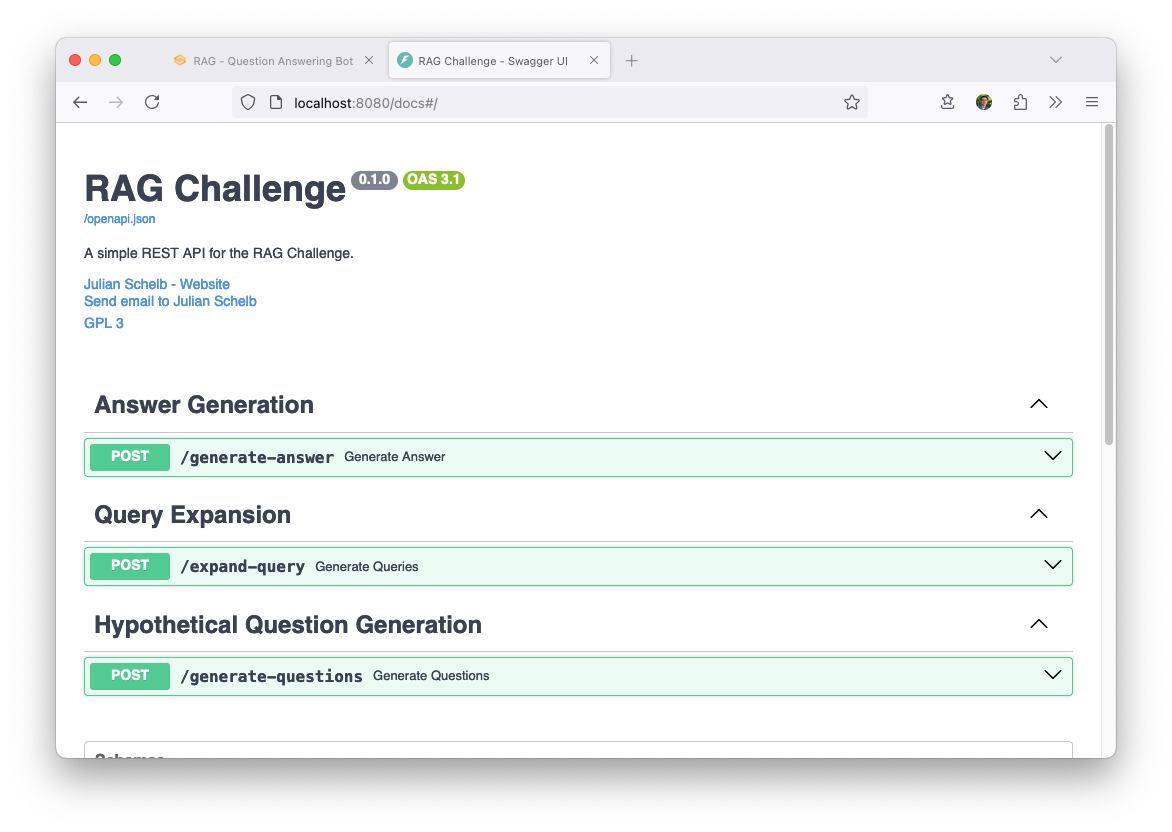 RAG - Question Answering Bot
RAG Challenge - Swagger UI
localhost:8080/docs#/
RAG Challenge 0.1.0 OAS 3.1
/openapi.json
A simple REST API for the RAG Challenge.
Julian Schelb - Website
Send email to Julian Schelb
GPL 3
Answer Generation
POST /generate-answer Generate Answer
Query Expansion
POST /expand-query Generate Queries
Hypothetical Question Generation
POST /generate-questions Generate Questions
Schemas